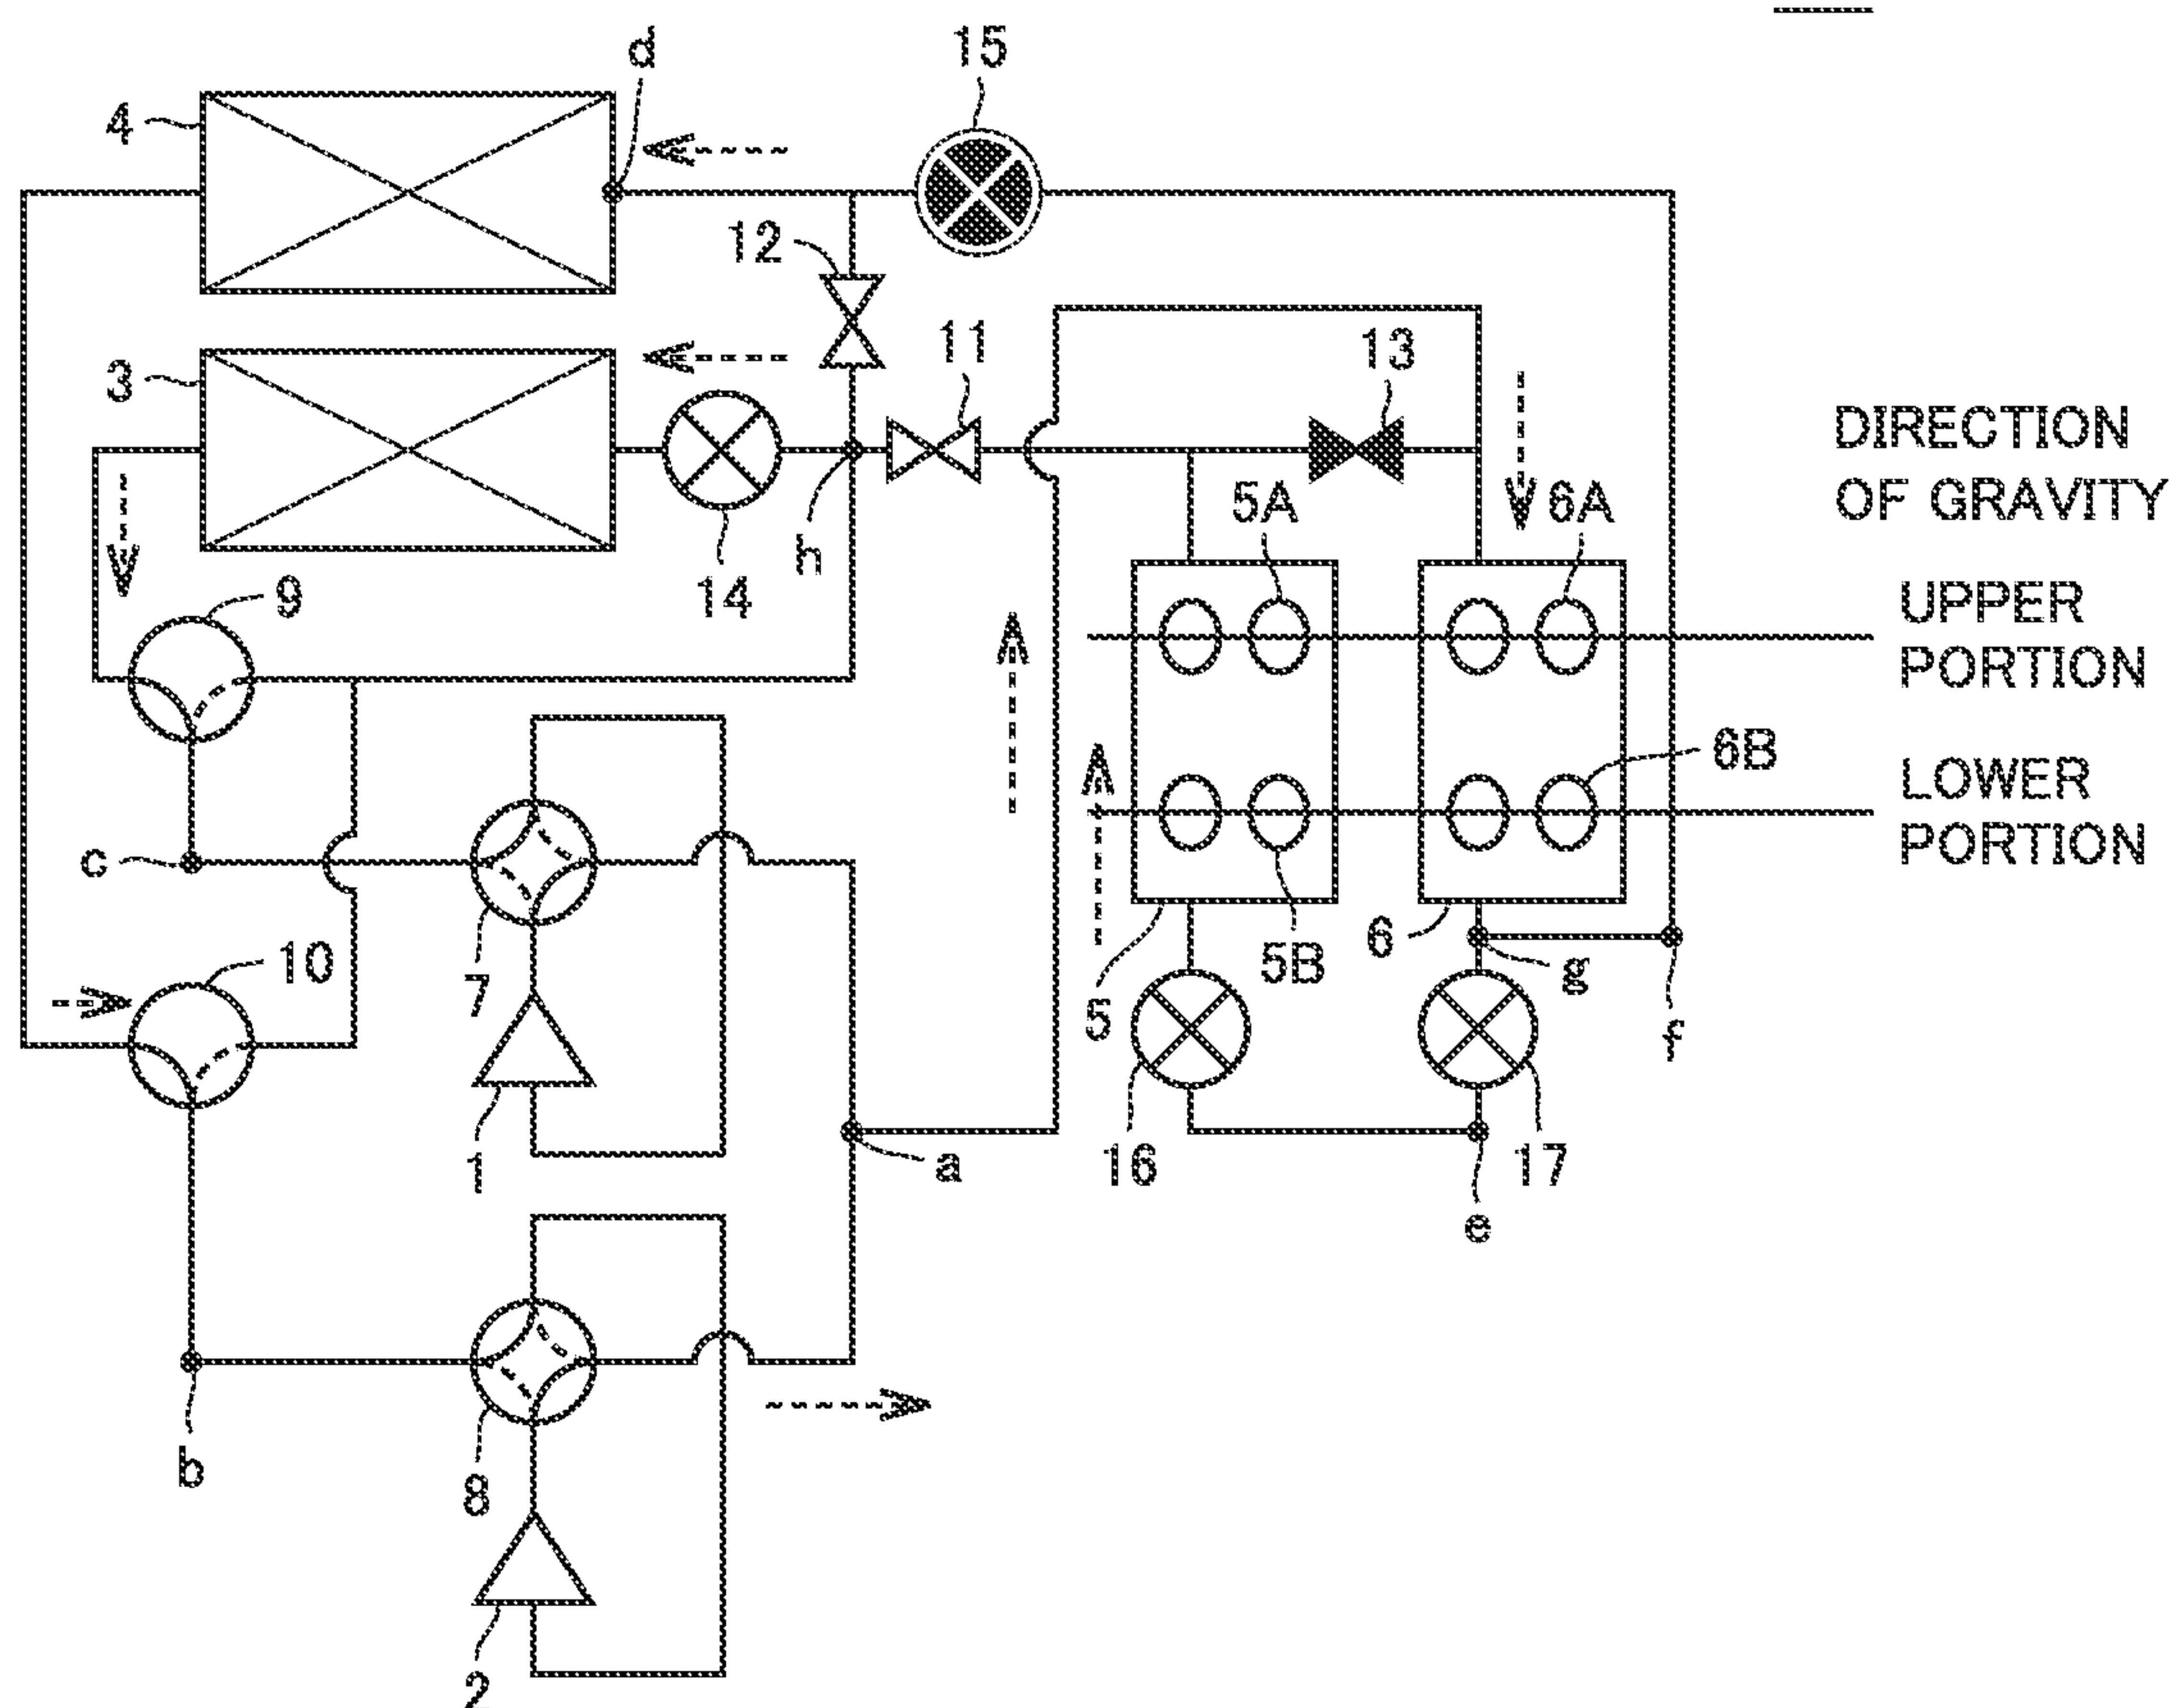 d
15
4
12
11
13
3
DIRECTION
OF GRAVITY
5A
6A
h
14
9
UPPER
PORTION
6B
LOWER
PORTION
c
10
7
5
5B
6
g
f
1
a
16
17
e
b
8
2